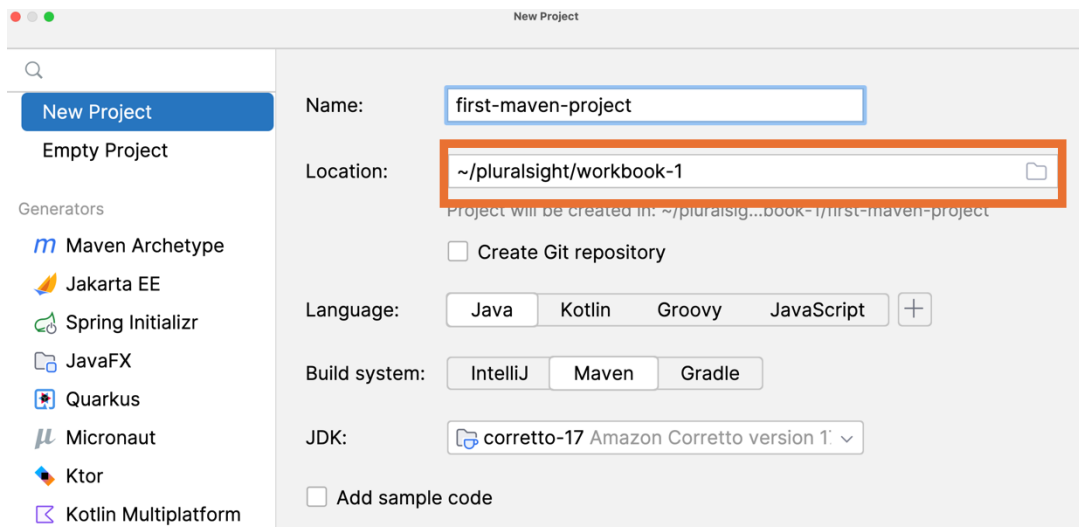 New Project
New Project
Empty Project
Generators
Maven Archetype
Jakarta EE
Spring Initializr
JavaFX
Quarkus
Micronaut
Ktor
Kotlin Multiplatform
Name:
first-maven-project
Location:
~/pluralsight/workbook-1
Project will be created in: ~/pluralsig...book-1/first-maven-project
Create Git repository
Language:
Java Kotlin Groovy JavaScript
Build system:
IntelliJ Maven Gradle
JDK:
corretto-17 Amazon Corretto version
Add sample code